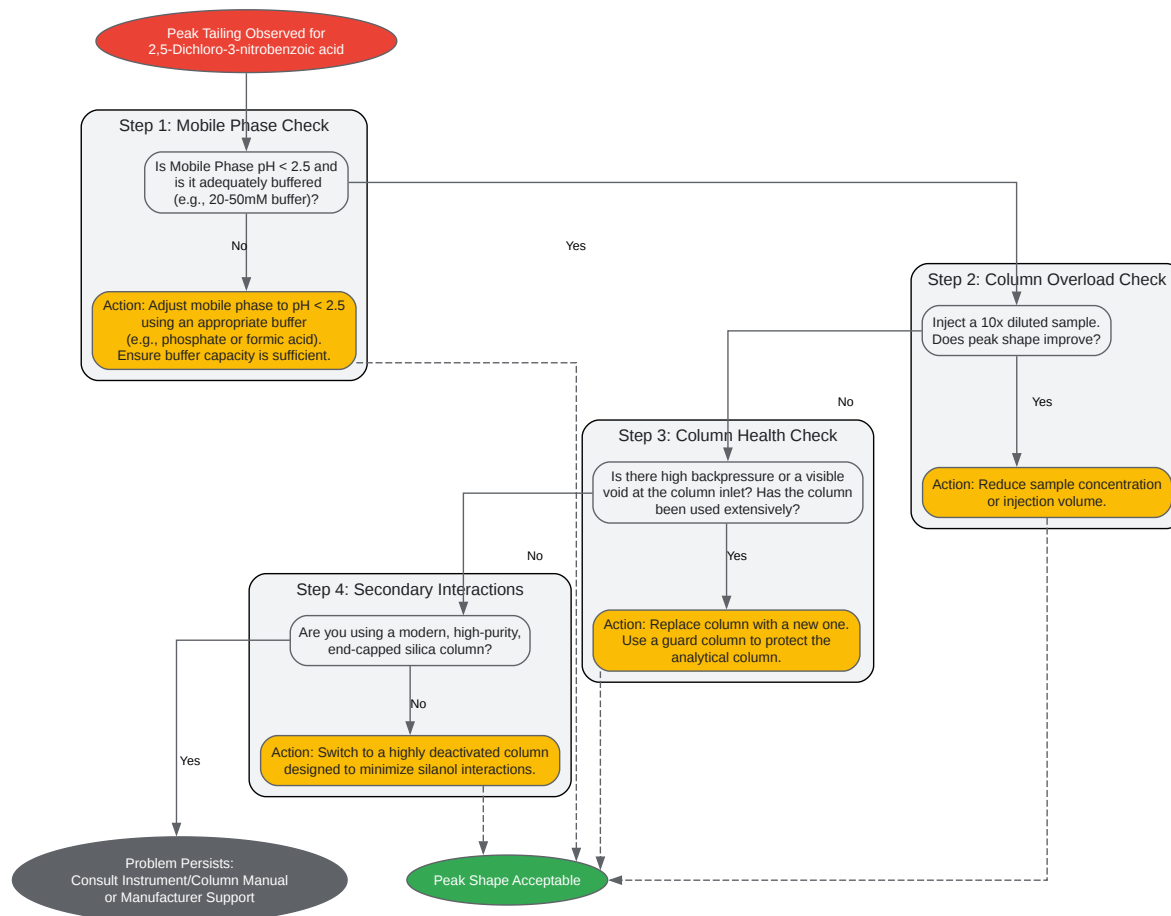 Peak Tailing Observed for
2,5-Dichloro-3-nitrobenzoic acid
Step 1: Mobile Phase Check
Is Mobile Phase pH < 2.5 and
is it adequately buffered
(e.g., 20-50mM buffer)?
No
Yes
Action: Adjust mobile phase to pH < 2.5
using an appropriate buffer
(e.g., phosphate or formic acid).
Ensure buffer capacity is sufficient.
Step 2: Column Overload Check
Inject a 10x diluted sample.
Does peak shape improve?
No
Yes
Action: Reduce sample concentration
or injection volume.
Step 3: Column Health Check
Is there high backpressure or a visible
void at the column inlet? Has the column
been used extensively?
No
Yes
Action: Replace column with a new one.
Use a guard column to protect the
analytical column.
Step 4: Secondary Interactions
Are you using a modern, high-purity,
end-capped silica column?
No
Yes
Action: Switch to a highly deactivated column
designed to minimize silanol interactions.
Problem Persists:
Consult Instrument/Column Manual
or Manufacturer Support
Peak Shape Acceptable